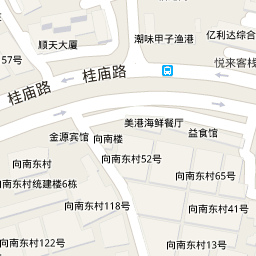 亿利达综合
潮味甲子渔港
顺天大厦
57号
悦来客栈
桂庙路
桂庙路
美港海鲜餐厅
益食馆
金源宾馆
向南楼
向南东村
向南东村52号
向南东村65号
向南东村统建楼6栋
向南东村118号
向南东村41号
向南东村122号
向南东村13号